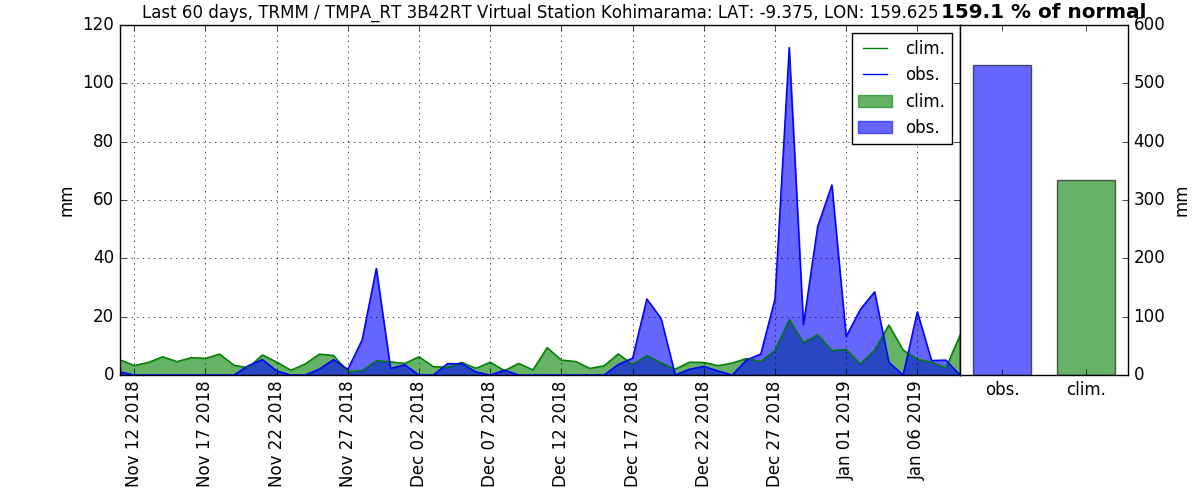 Last 60 days, TRMM / TMPA_RT 3B42RT Virtual Station Kohimarama: LAT: -9.375, LON: 159.625
159.1 % of normal
120
100
80
60
40
20
0
mm
clim.
obs.
clim.
obs.
600
500
400
300
200
100
0
mm
obs.
clim.
Nov 12 2018
Nov 17 2018
Nov 22 2018
Nov 27 2018
Dec 02 2018
Dec 07 2018
Dec 12 2018
Dec 17 2018
Dec 22 2018
Dec 27 2018
Jan 01 2019
Jan 06 2019